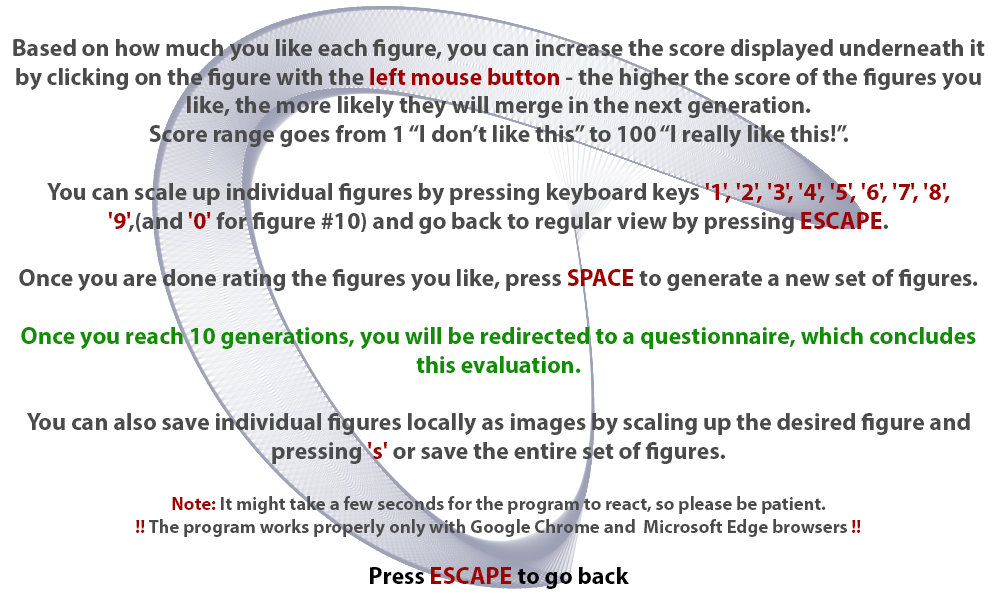 Based on how much you like each figure, you can increase the score displayed underneath it
by clicking on the figure with the left mouse button - the higher the score of the figures you
like, the more likely they will merge in the next generation.
Score range goes from 1 “I don’t like this” to 100 “I really like this!”.
You can scale up individual figures by pressing keyboard keys '1', '2', '3', '4', '5', '6', '7', '8',
'9',(and '0' for figure #10) and go back to regular view by pressing ESCAPE.
Once you are done rating the figures you like, press SPACE to generate a new set of figures.
Once you reach 10 generations, you will be redirected to a questionnaire, which concludes
this evaluation.
You can also save individual figures locally as images by scaling up the desired figure and
pressing 's' or save the entire set of figures.
Note: It might take a few seconds for the program to react, so please be patient.
!! The program works properly only with Google Chrome and  Microsoft Edge browsers !!
Press ESCAPE to go back